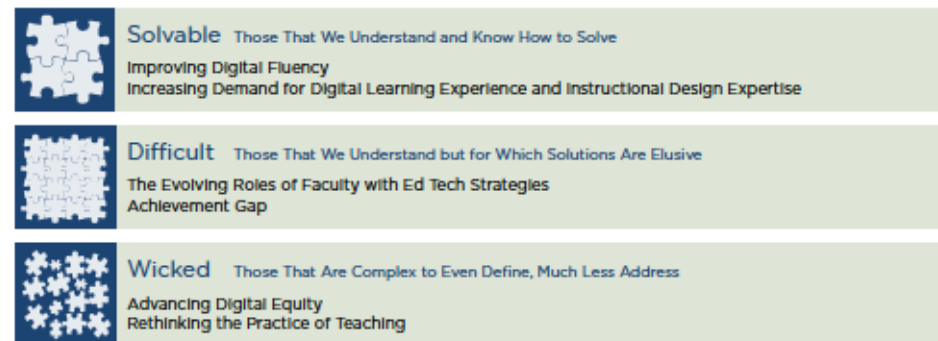 Solvable Those That We Understand and Know How to Solve
Improving Digital Fluency
Increasing Demand for Digital Learning Experience and Instructional Design Expertise
Difficult Those That We Understand but for Which Solutions Are Elusive
The Evolving Roles of Faculty with Ed Tech Strategies
Achievement Gap
Wicked Those That Are Complex to Even Define, Much Less Address
Advancing Digital Equity
Rethinking the Practice of Teaching